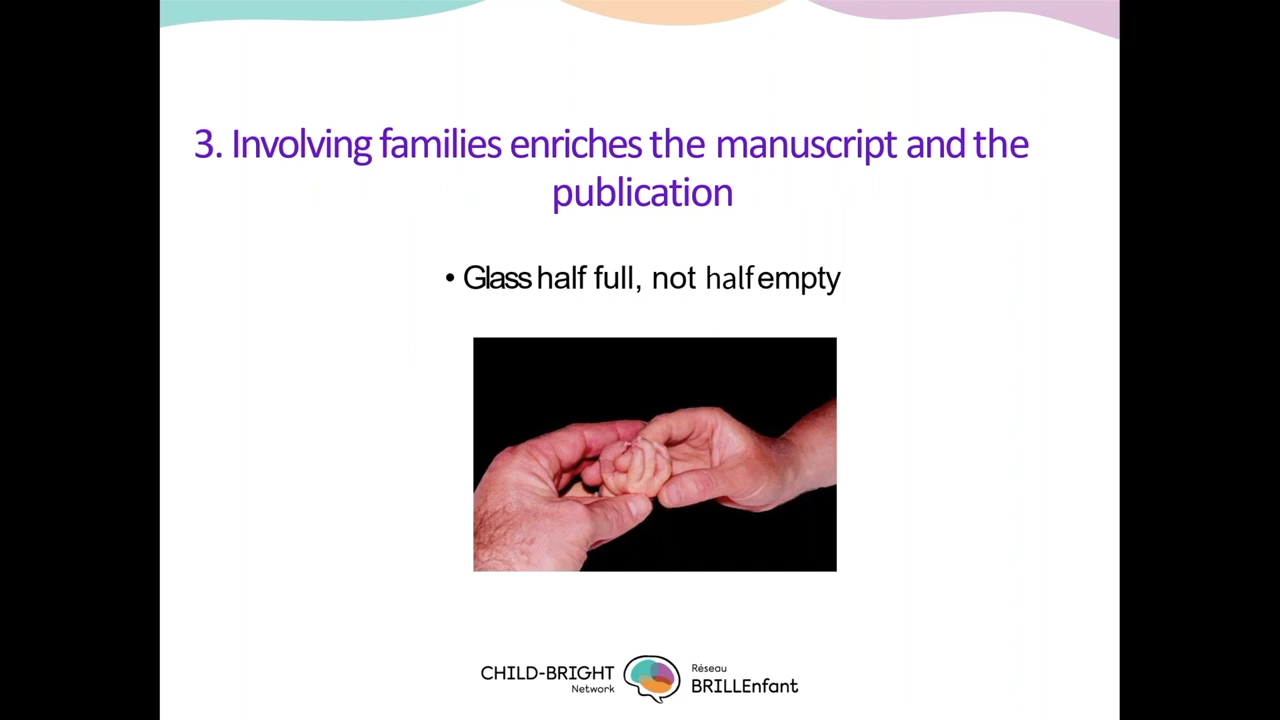 3. Involving families enriches the manuscript and the
publication
• Glass half full, not half empty
CHILD-BRIGHT
Network
Réseau
BRILLEnfant